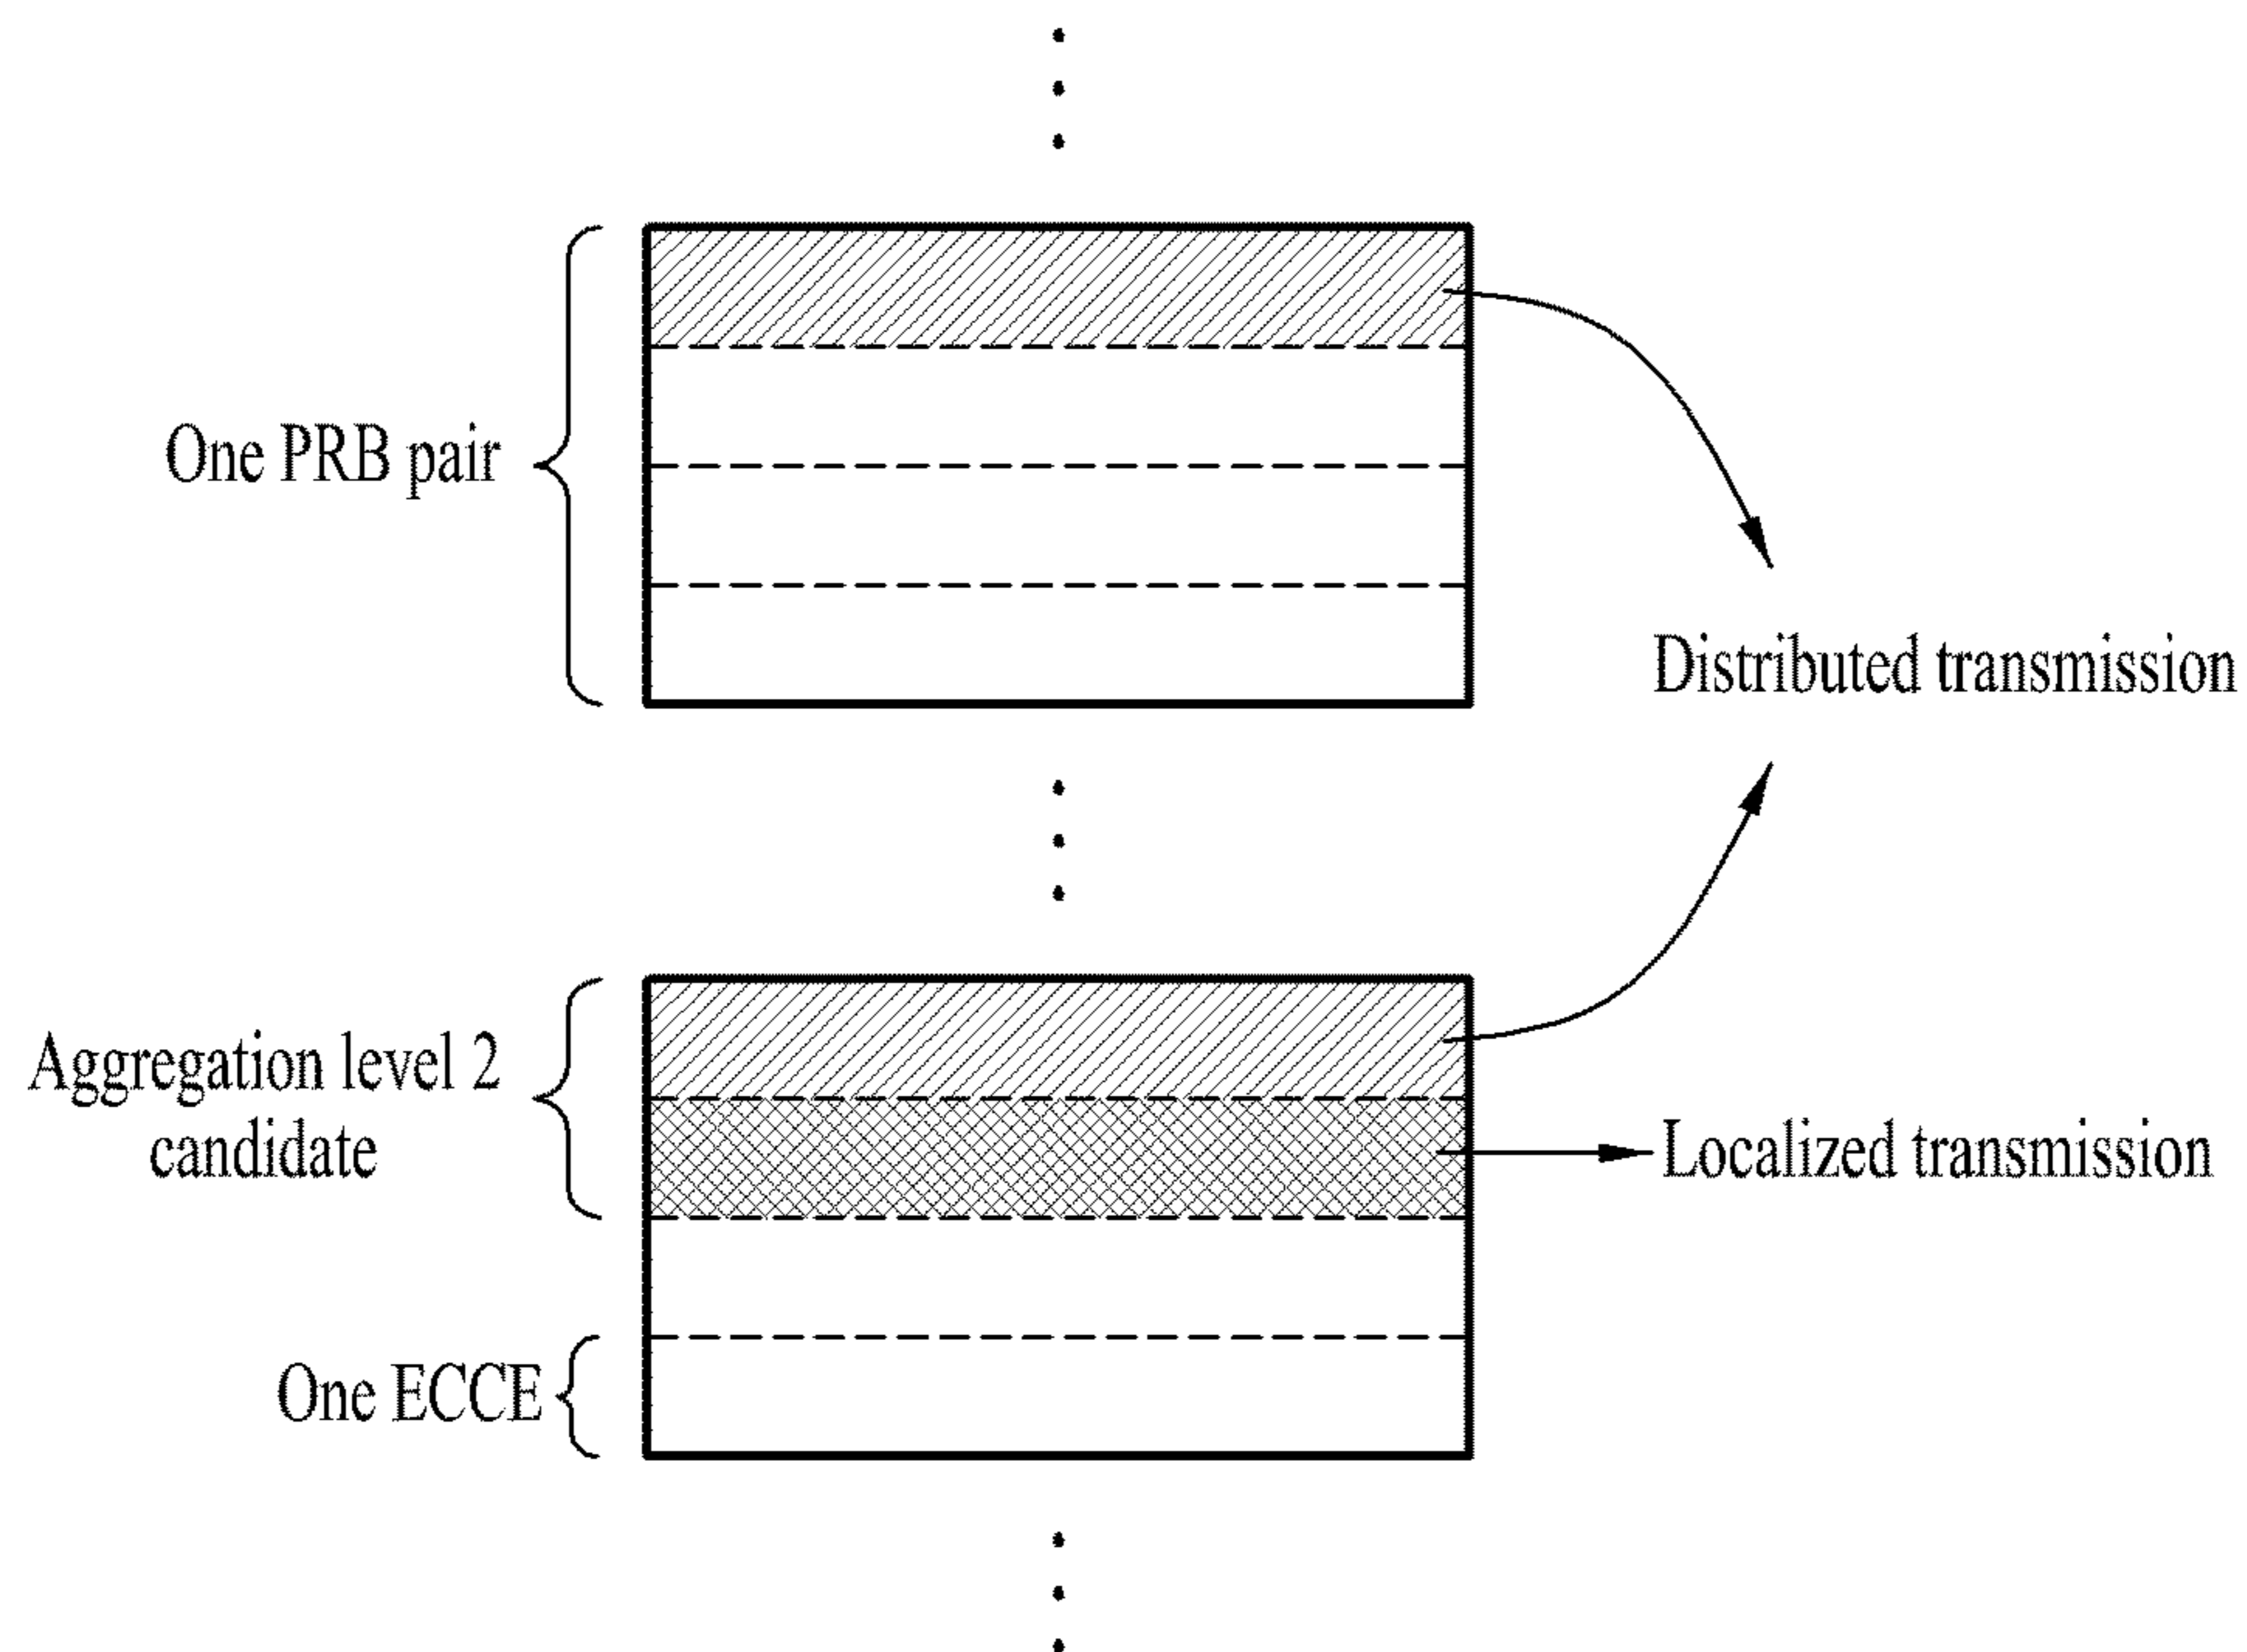 One PRB pair
Distributed transmission
Aggregation level 2
candidate
Localized transmission
One ECCE